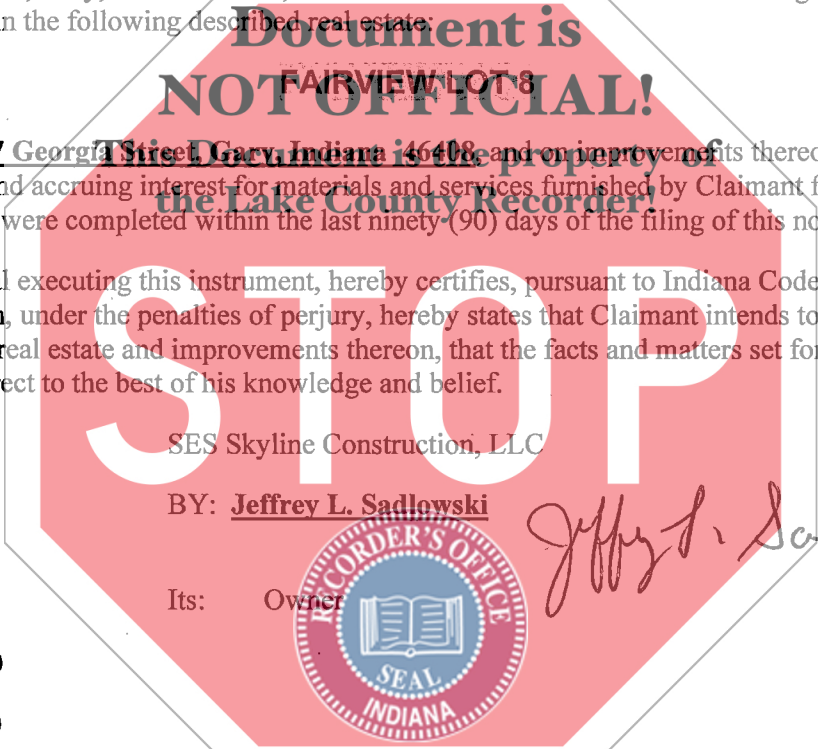 n the following described real estate:
Document is
NOT OFFICIAL!
FAIRVIEW LOT 8
Georgia Street, Gary, Indiana 46408, and on improvements thereo
This Document is the property of
nd accruing interest for materials and services furnished by Claimant f
the Lake County Recorder!
were completed within the last ninety (90) days of the filing of this no
l executing this instrument, hereby certifies, pursuant to Indiana Code
, under the penalties of perjury, hereby states that Claimant intends to
real estate and improvements thereon, that the facts and matters set for
ect to the best of his knowledge and belief.
STOP
SES Skyline Construction, LLC
BY: Jeffrey L. Sadlowski
Jeffrey L. Sa
Its: Owner
RECORDER'S OFFICE
SEAL
INDIANA